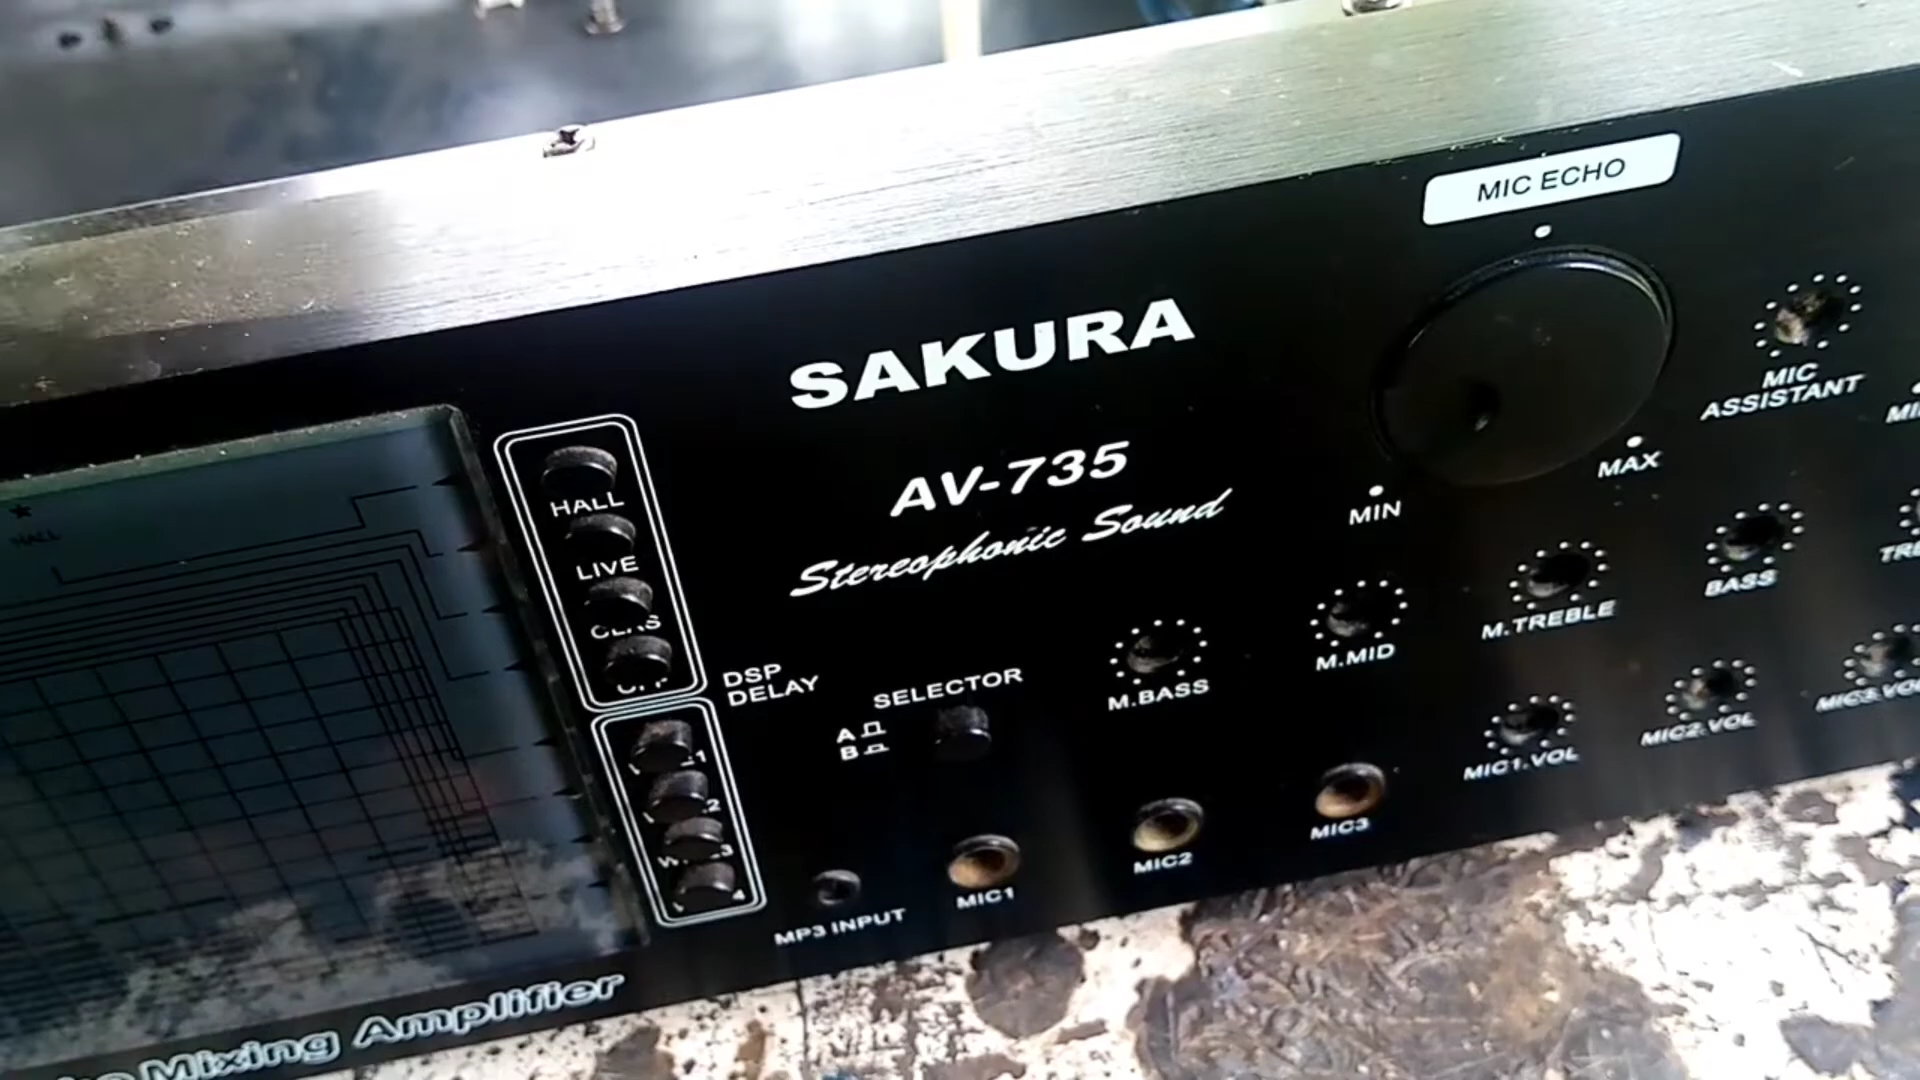 MIC ECHO
SAKURA
AV-735
Stereophonic Sound
MIN
MAX
MIC
ASSISTANT
HALL
HALL
LIVE
DSP
DELAY
SELECTOR
A
B
M.BASS
M.MID
M.TREBLE
BASS
MIC1.VOL
MIC2.VOL
MP3 INPUT
MIC1
MIC2
MIC3
Mixing Amplifier